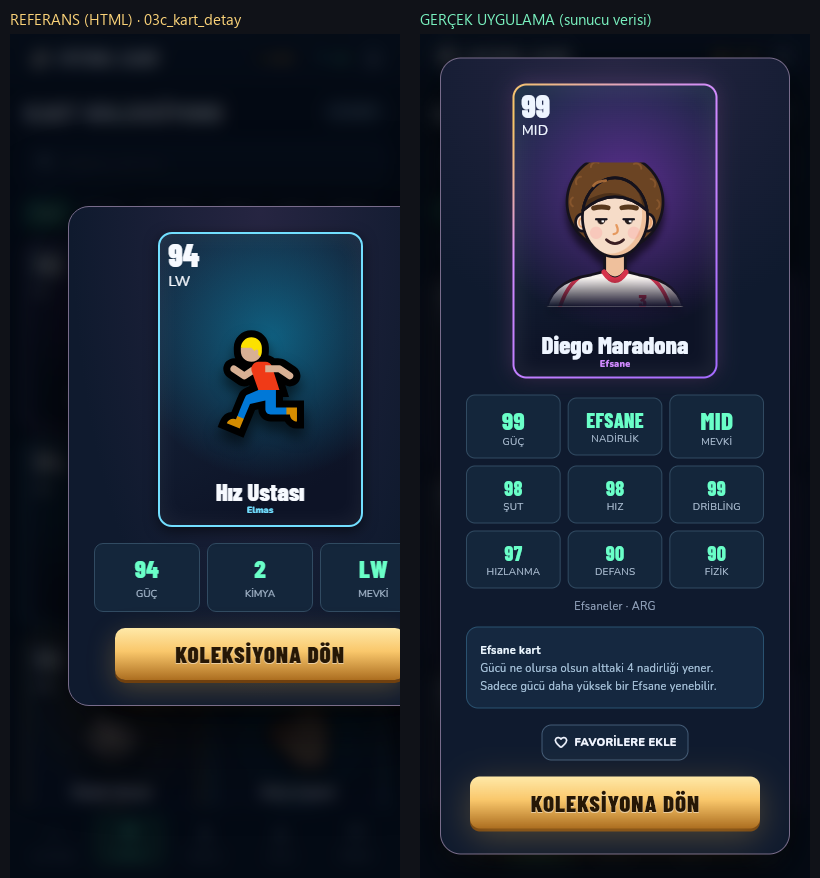 REFERANS (HTML) · 03c_kart_detay
94
LW
Hız Ustası
Elmas
94
GÜÇ
2
KİMYA
LW
MEVKİ
KOLEKSİYONA DÖN
GERÇEK UYGULAMA (sunucu verisi)
99
MID
3
Diego Maradona
Efsane
99
GÜÇ
EFSANE
NADİRLİK
MID
MEVKİ
98
ŞUT
98
HIZ
99
DRİBLİNG
97
HIZLANMA
90
DEFANS
90
FİZİK
Efsaneler · ARG
Efsane kart
Gücü ne olursa olsun alttaki 4 nadirliği yener.
Sadece gücü daha yüksek bir Efsane yenebilir.
FAVORİLERE EKLE
KOLEKSİYONA DÖN